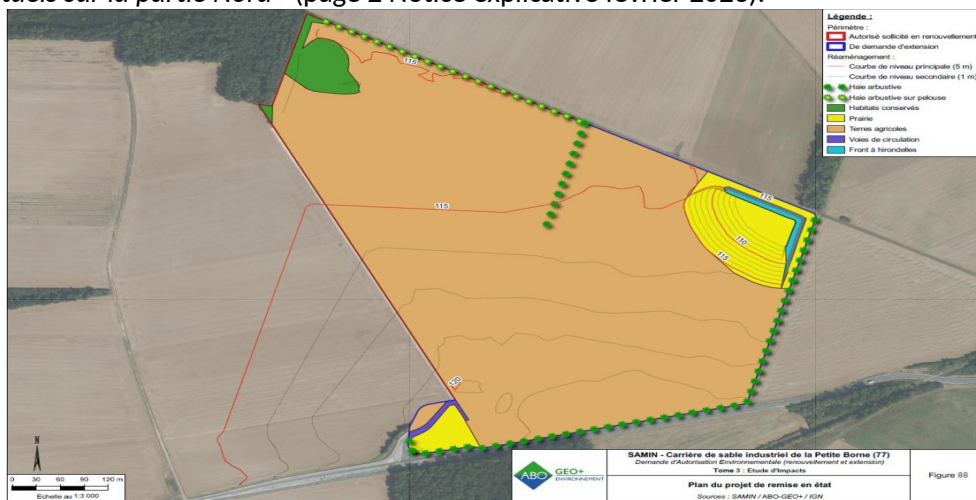 sur la partie Nord" (page 2 Notice explicative février 2020).
Légende :
Périmètre :
Autorisé sollicité en renouvellement
De demande d'extension
Réaménagement :
Courbe de niveau principale (5 m)
Courbe de niveau secondaire (1 m)
Haie arbustive
Haie arbustive sur pelouse
Habitats conservés
Prairie
Terres agricoles
Voies de circulation
Front à hirondelles
115
115
115
110
115
120
N
0 30 60 90 120 m
Echelle au 1:3 000
ABO
GEO+
ENVIRONNEMENT
SAMIN - Carrière de sable industriel de la Petite Borne (77)
Demande d'Autorisation Environnementale (renouvellement et extension)
Tome 3 : Etude d'Impacts
Plan du projet de remise en état
Sources : SAMIN / ABO-GEO+ / IGN
Figure 88